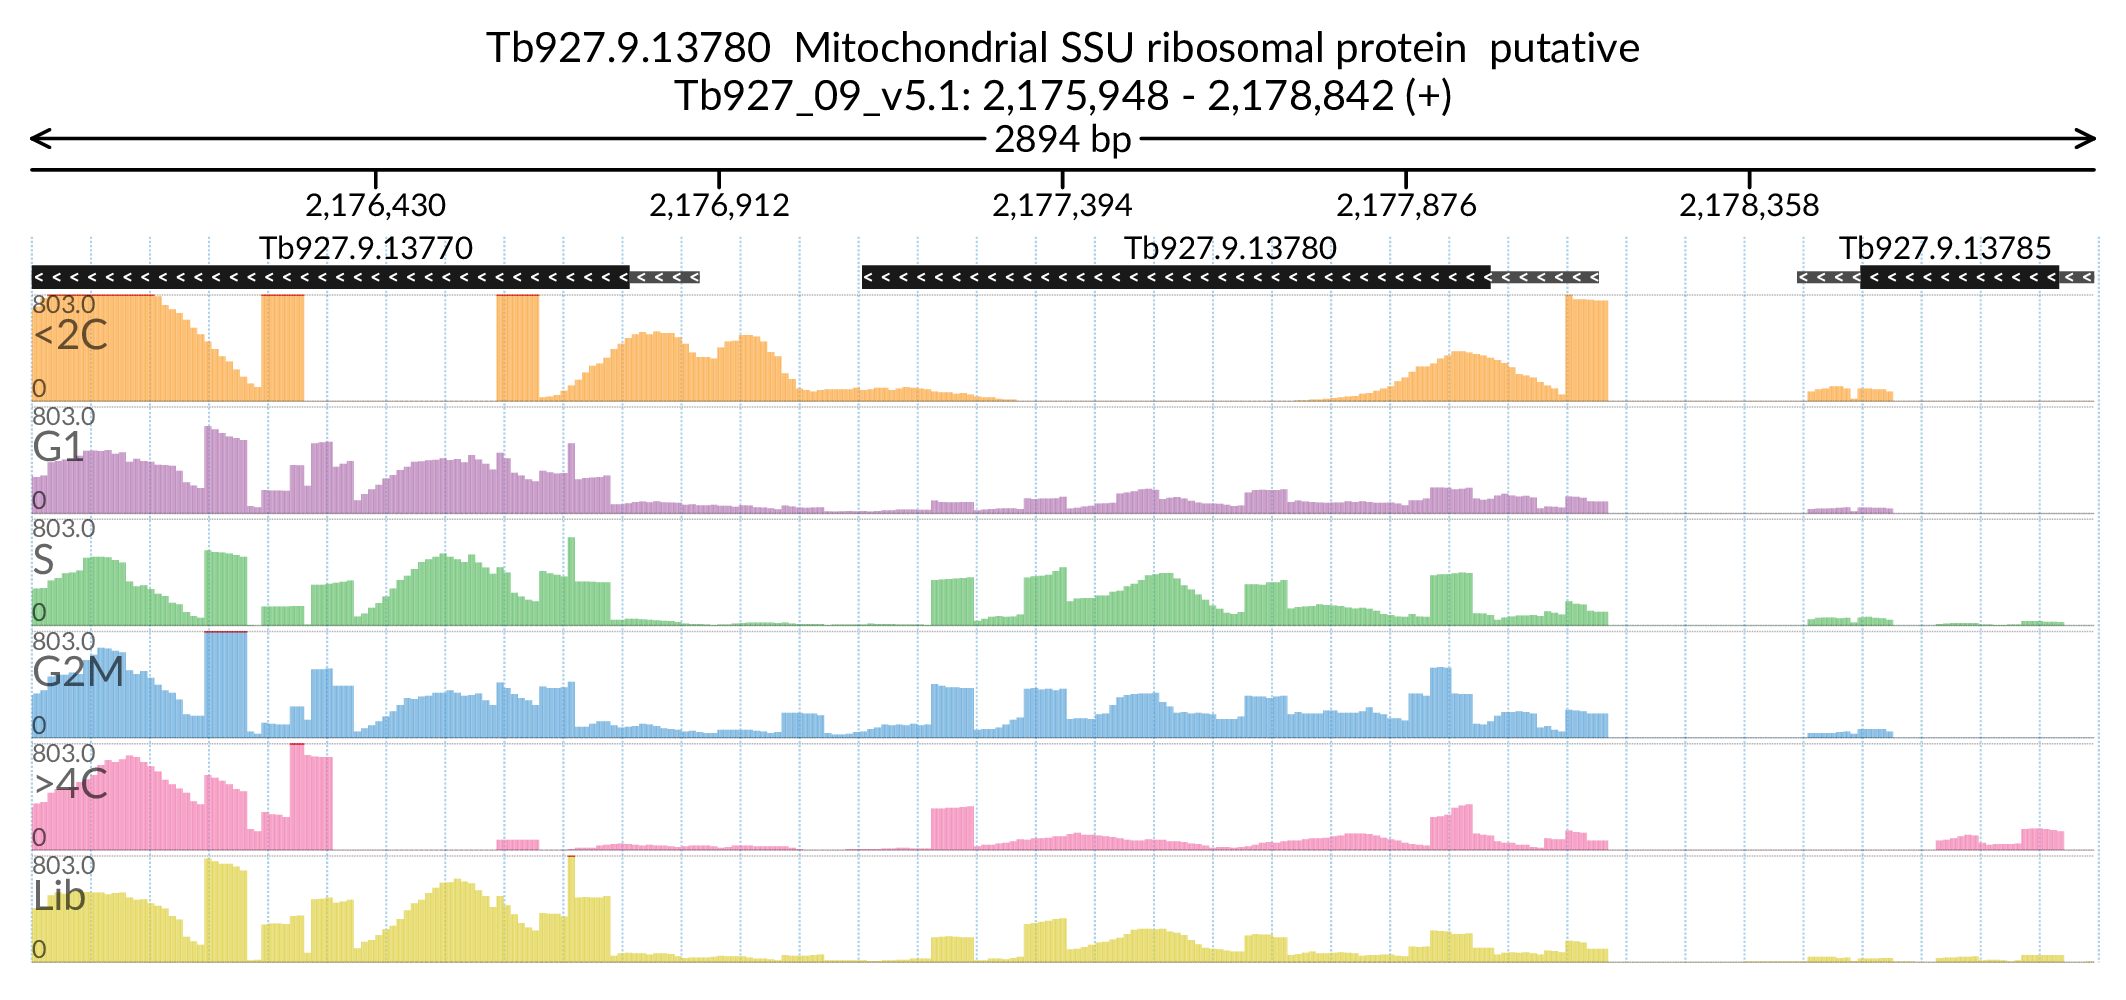 Tb927.9.13780  Mitochondrial SSU ribosomal protein  putative
Tb927_09_v5.1: 2,175,948 - 2,178,842 (+)
2894 bp
2,176,430 2,176,912 2,177,394 2,177,876 2,178,358
Tb927.9.13770 Tb927.9.13780 Tb927.9.13785
803.0
<2C
0
803.0
G1
0
803.0
S
0
803.0
G2M
0
803.0
>4C
0
803.0
Lib
0